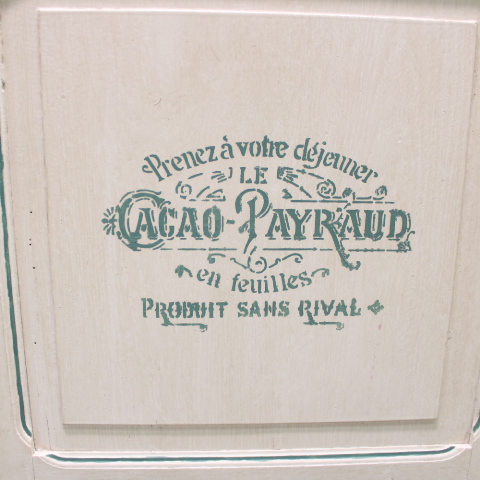 Prenez à votre déjeuner
LE
CACAO-PAYRAUD
en feuilles
PRODUIT SANS RIVAL